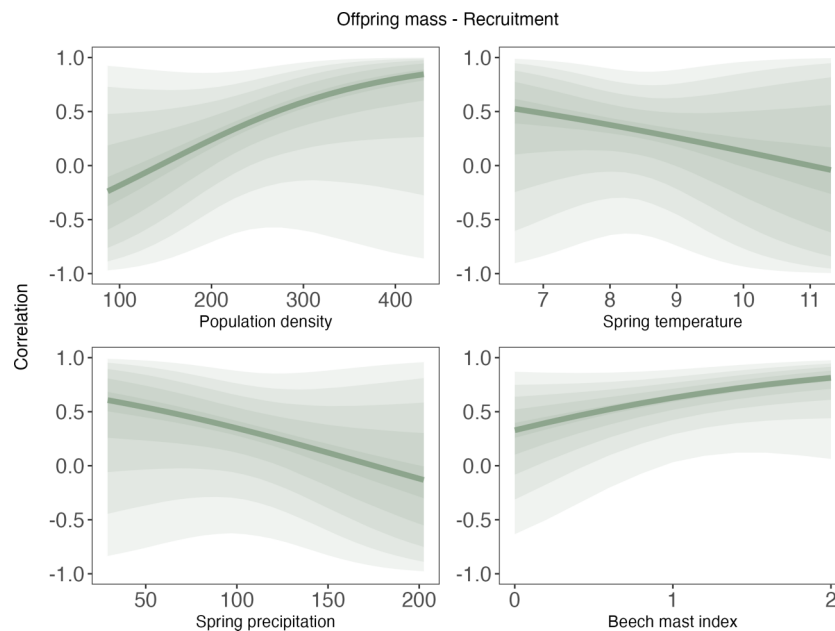 Offpring mass - Recruitment
Correlation
1.0
0.5
0.0
-0.5
-1.0
100 200 300 400
Population density
1.0
0.5
0.0
-0.5
-1.0
7 8 9 10 11
Spring temperature
1.0
0.5
0.0
-0.5
-1.0
50 100 150 200
Spring precipitation
1.0
0.5
0.0
-0.5
-1.0
0 1 2
Beech mast index